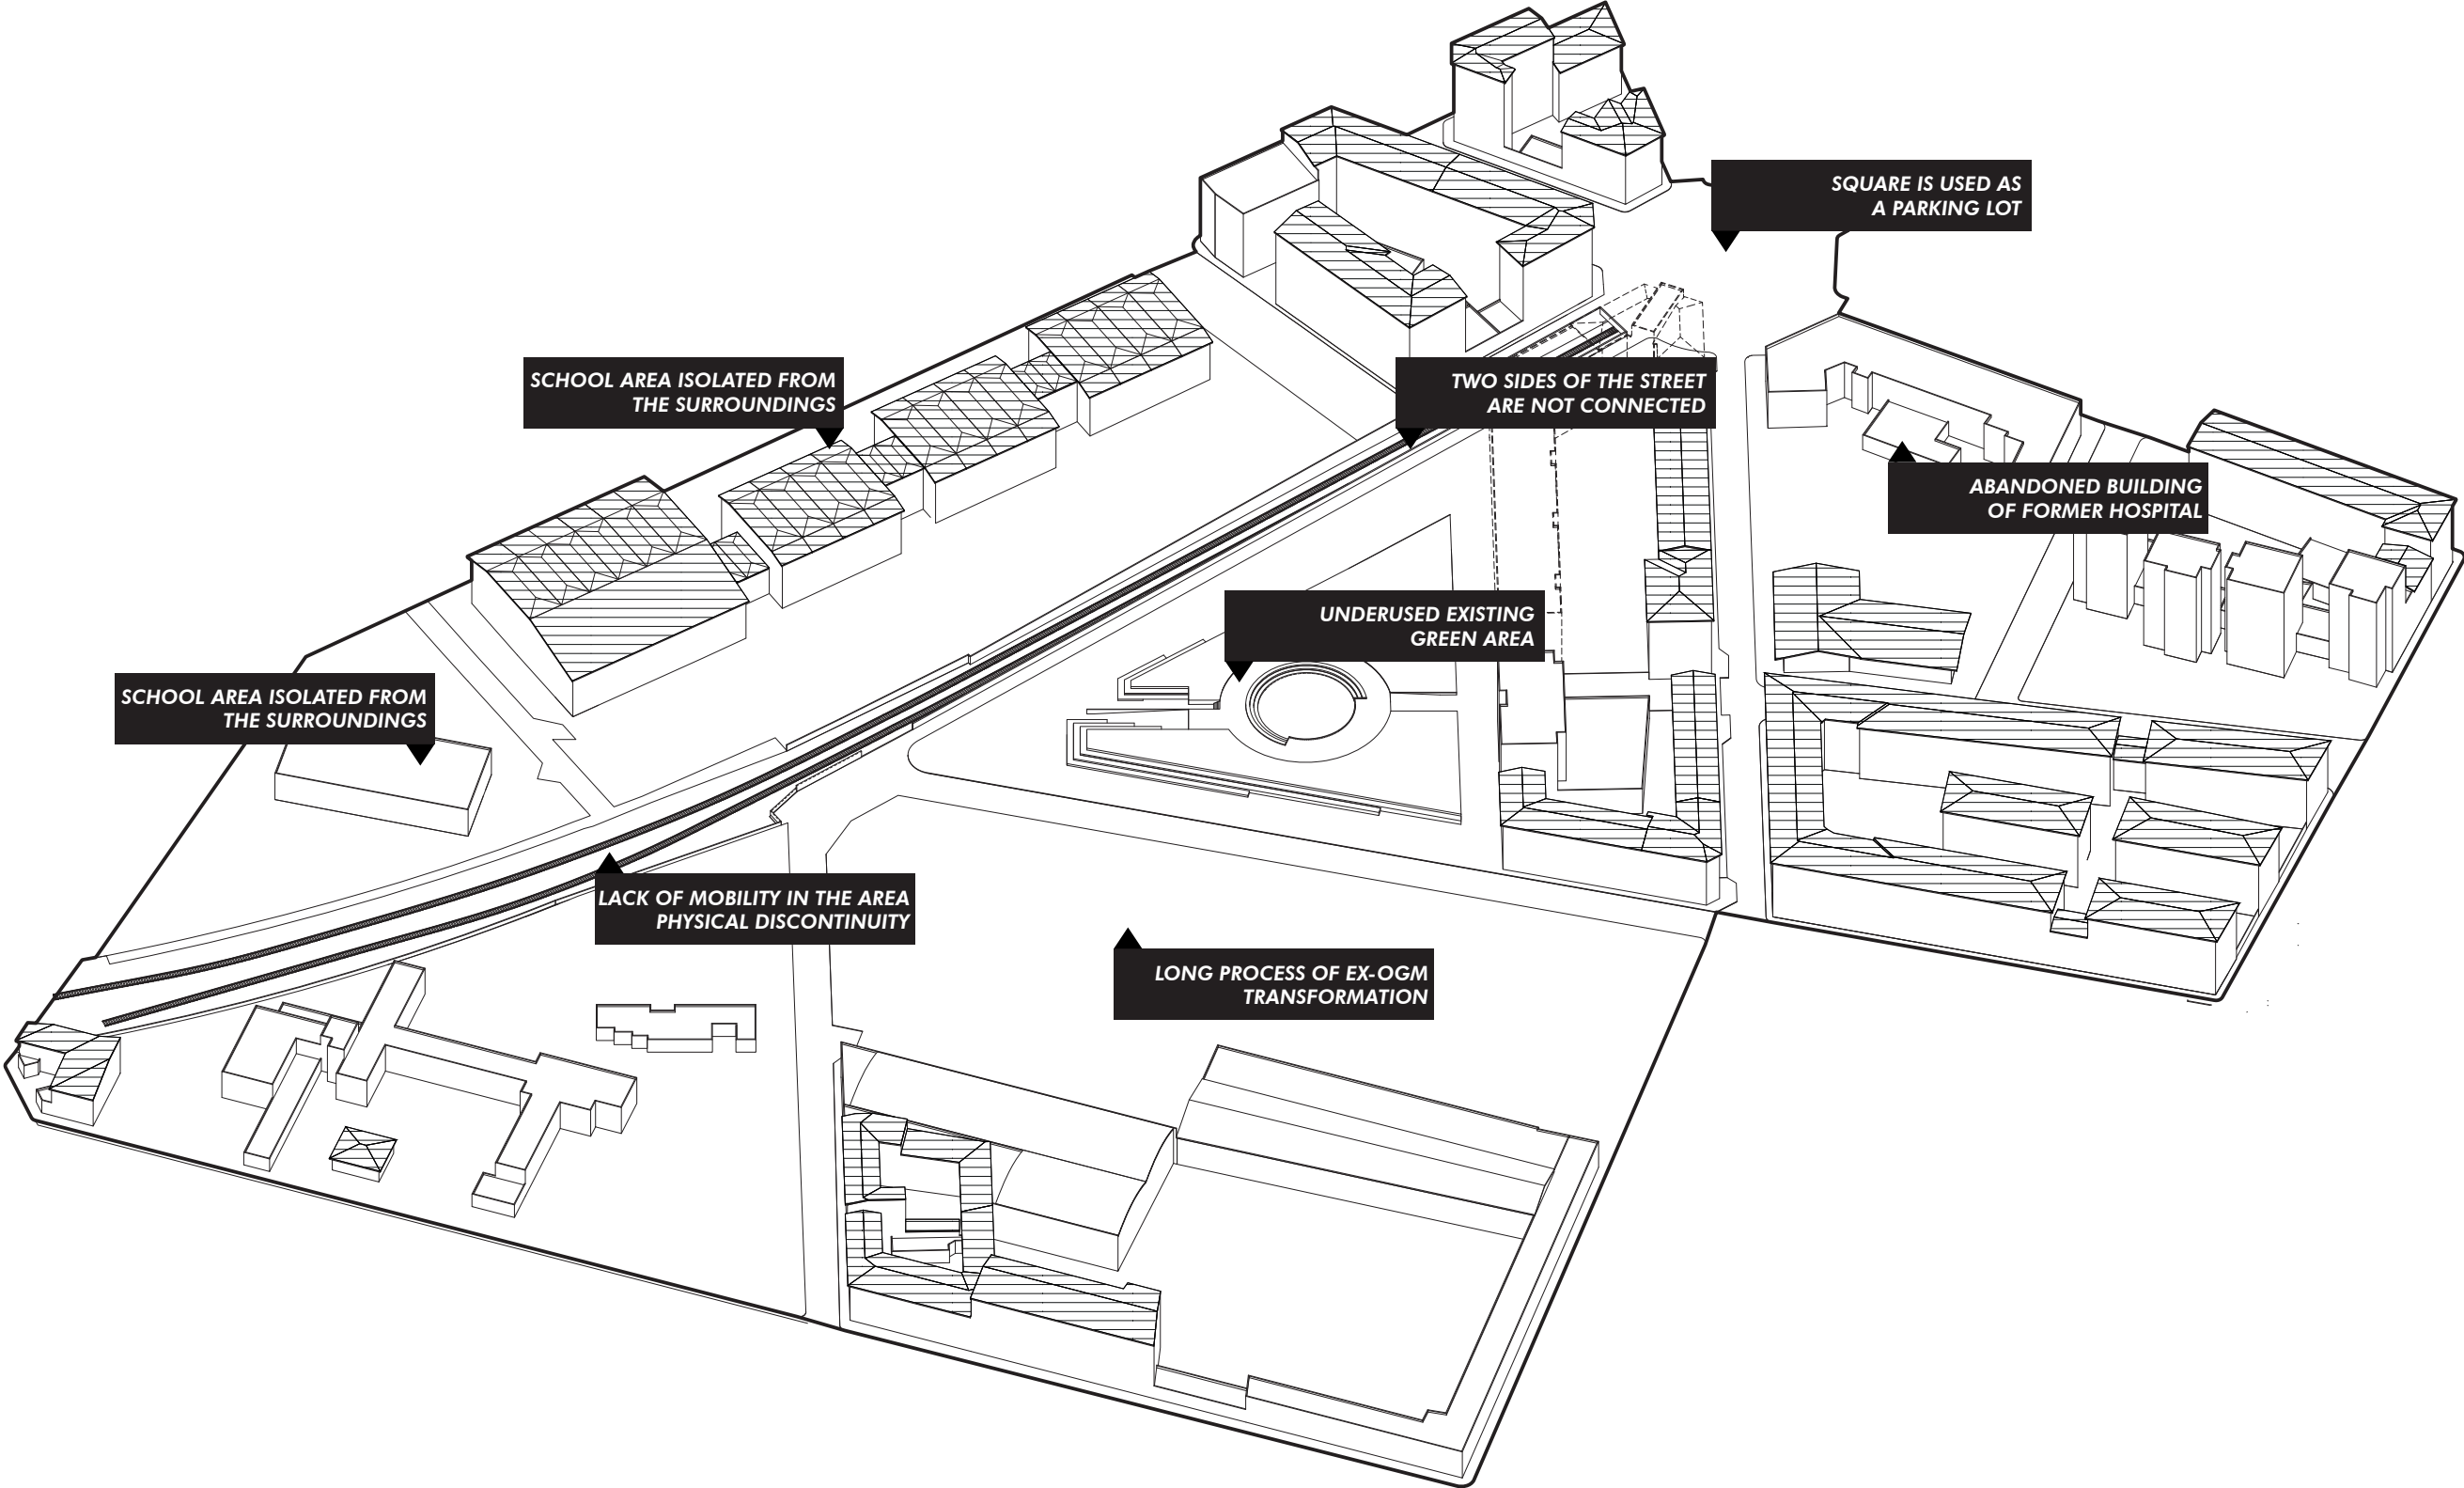 SQUARE IS USED AS
A PARKING LOT
SCHOOL AREA ISOLATED FROM
THE SURROUNDINGS
TWO SIDES OF THE STREET
ARE NOT CONNECTED
ABANDONED BUILDING
OF FORMER HOSPITAL
UNDERUSED EXISTING
GREEN AREA
SCHOOL AREA ISOLATED FROM
THE SURROUNDINGS
LACK OF MOBILITY IN THE AREA
PHYSICAL DISCONTINUITY
LONG PROCESS OF EX-OGM
TRANSFORMATION